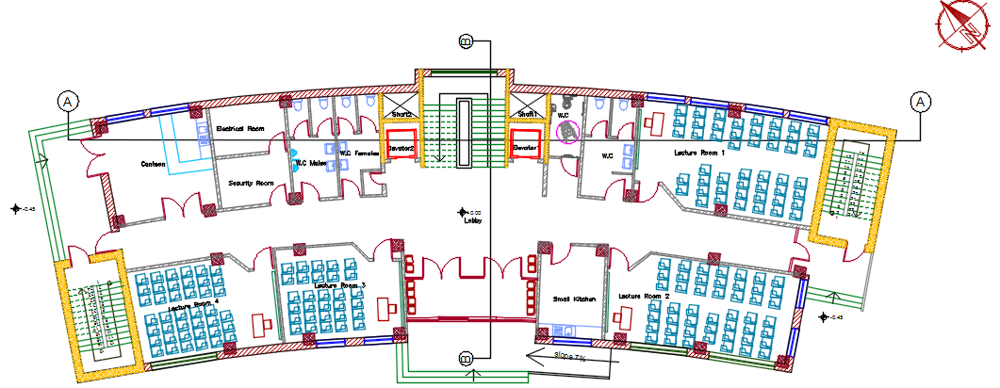 N
B
A
A
Shaft2
Shaft1
W.C
Electrical Room
Elevator2
Elevator1
W.C Females
W.C
Lecture Room 1
Canteen
W.C Males
Security Room
-0.45
+0.00
Lobby
Lecture Room 3
Lecture Room 4
Small Kitchen
Lecture Room 2
-0.45
B
slope 7%